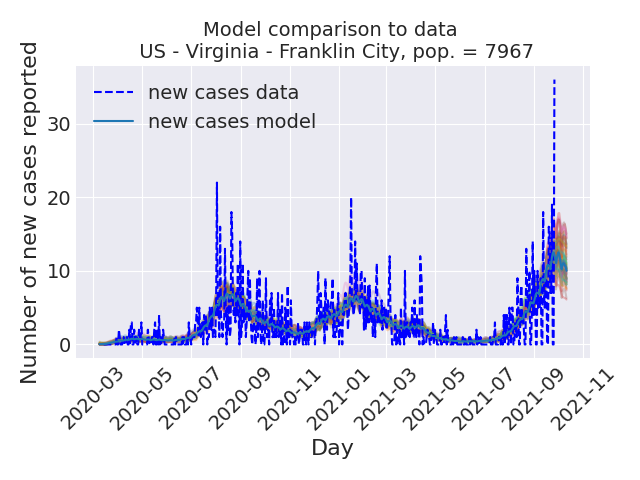 Model comparison to data
US - Virginia - Franklin City, pop. = 7967
Number of new cases reported
new cases data
new cases model
30
20
10
0
2020-03
2020-05
2020-07
2020-09
2020-11
2021-01
2021-03
2021-05
2021-07
2021-09
2021-11
Day